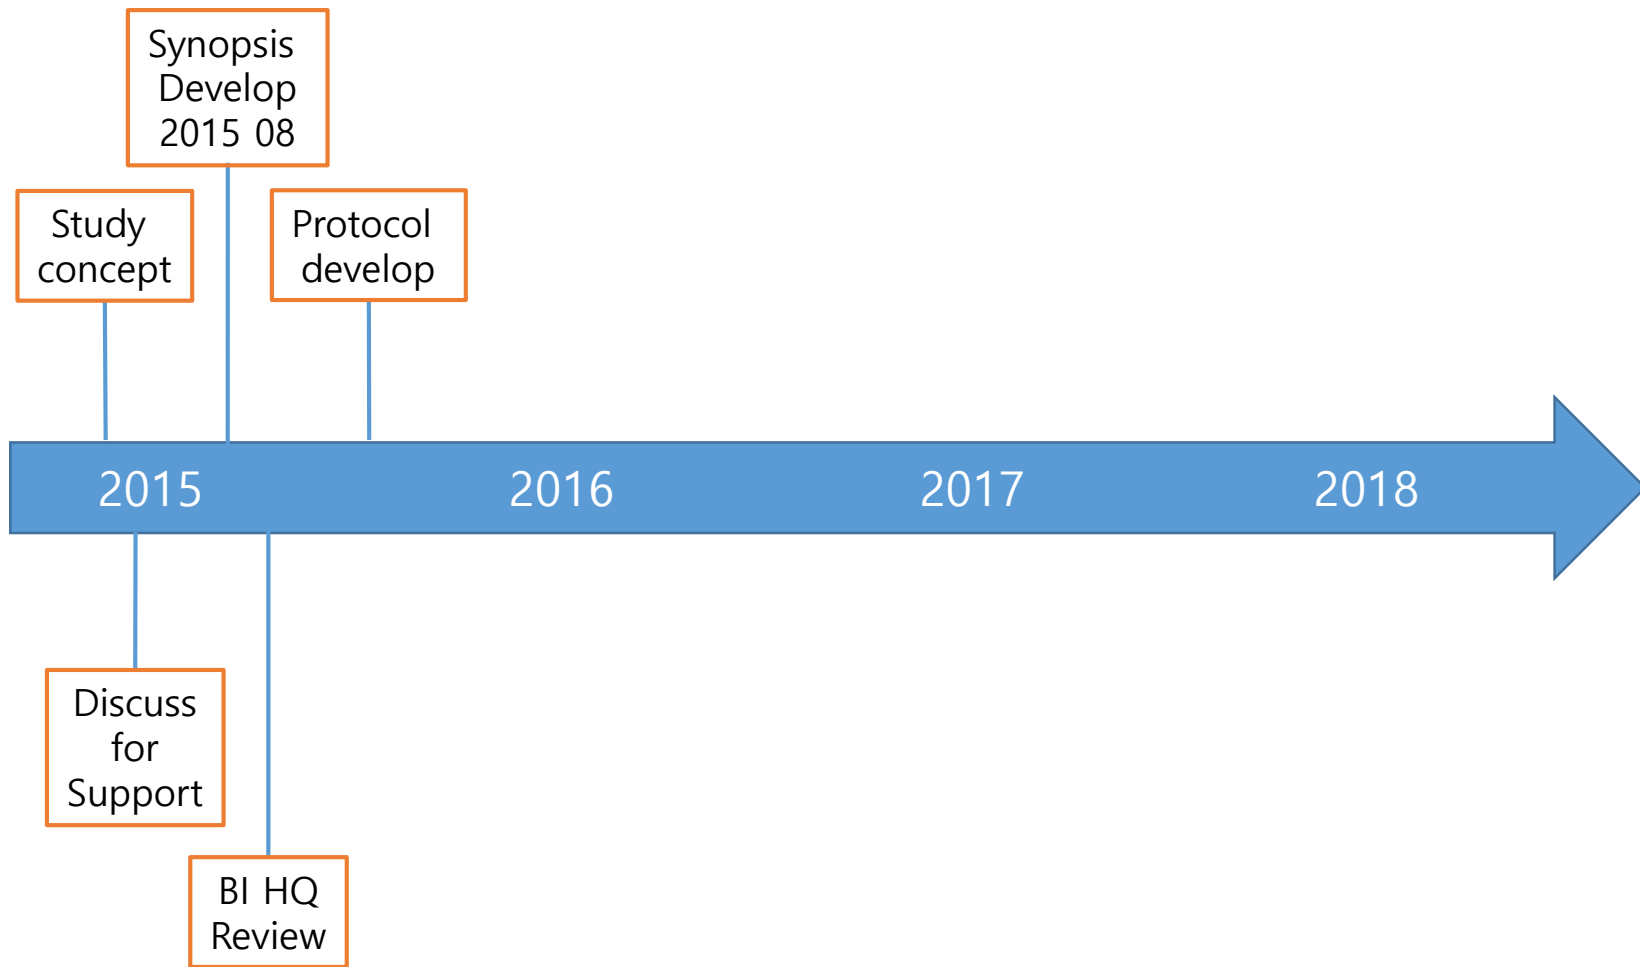 Synopsis
Develop
2015 08
Study
concept
Protocol
develop
2015
2016
2017
2018
Discuss
for
Support
BI HQ
Review